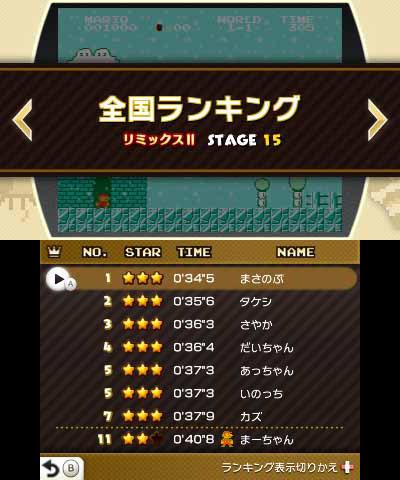 MARIO WORLD TIME
001000 ×00 1-1 305
全国ランキング
リミックスII STAGE 15
NO. STAR TIME NAME
A
1 ★★★ 0'34"5 まさのぶ
2 ★★★ 0'35"6 タケシ
3 ★★★ 0'36"3 さやか
4 ★★★ 0'36"4 だいちゃん
5 ★★★ 0'37"3 あっちゃん
5 ★★★ 0'37"3 いのっち
7 ★★★ 0'37"9 カズ
11 ★★★ 0'40"8 まーちゃん
B ランキング表示切りかえ